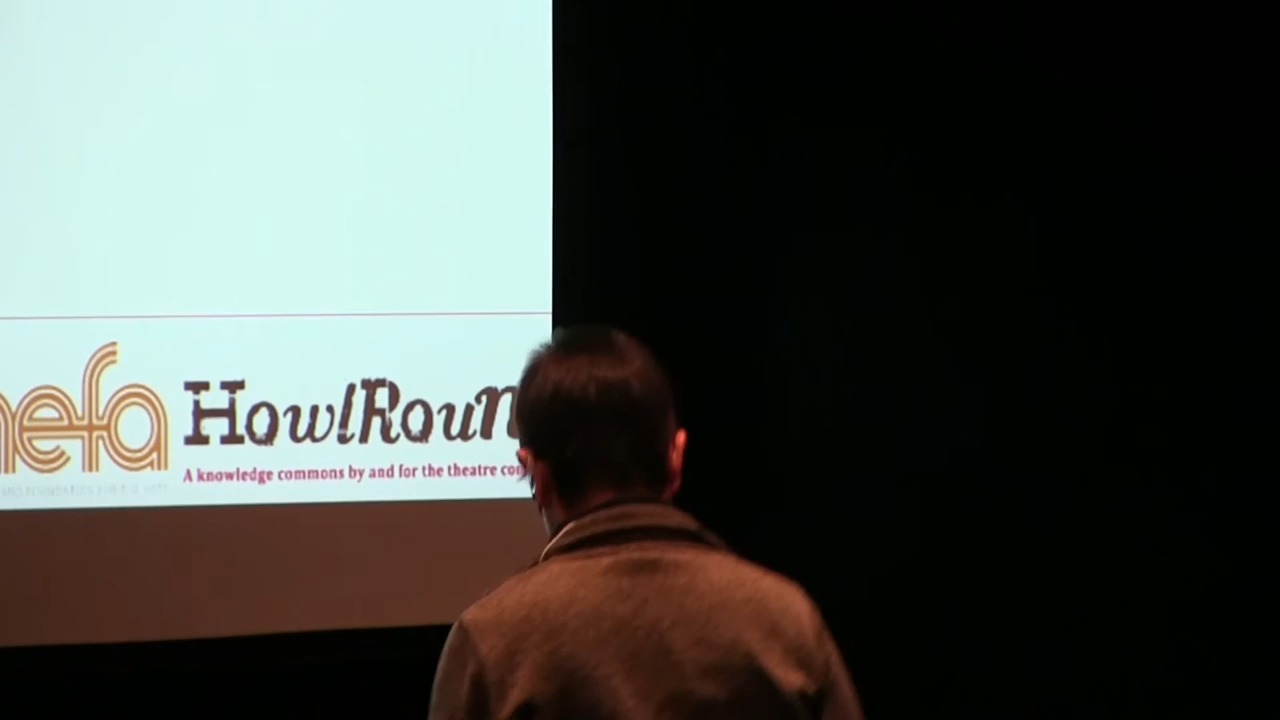 nefa HowlRoun
A knowledge commons by and for the theatre co